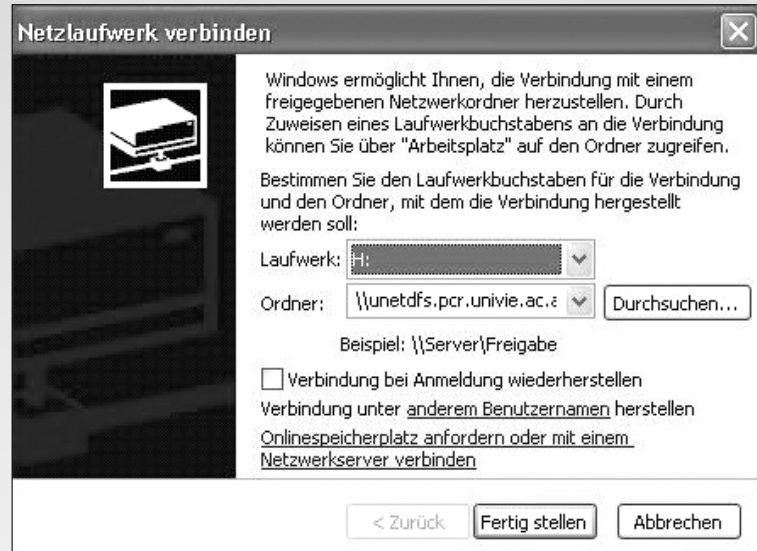 Netzlaufwerk verbinden
Windows ermöglicht Ihnen, die Verbindung mit einem
freigegebenen Netzwerkordner herzustellen. Durch
Zuweisen eines Laufwerkbuchstabens an die Verbindung
können Sie über "Arbeitsplatz" auf den Ordner zugreifen.
Bestimmen Sie den Laufwerkbuchstaben für die Verbindung
und den Ordner, mit dem die Verbindung hergestellt
werden soll:
Laufwerk: H:
Ordner: \\unetdfs.pcr.univie.ac.a Durchsuchen...
Beispiel: \\Server\Freigabe
Verbindung bei Anmeldung wiederherstellen
Verbindung unter anderem Benutzernamen herstellen
Onlinespeicherplatz anfordern oder mit einem
Netzwerkserver verbinden
< Zurück Fertig stellen Abbrechen